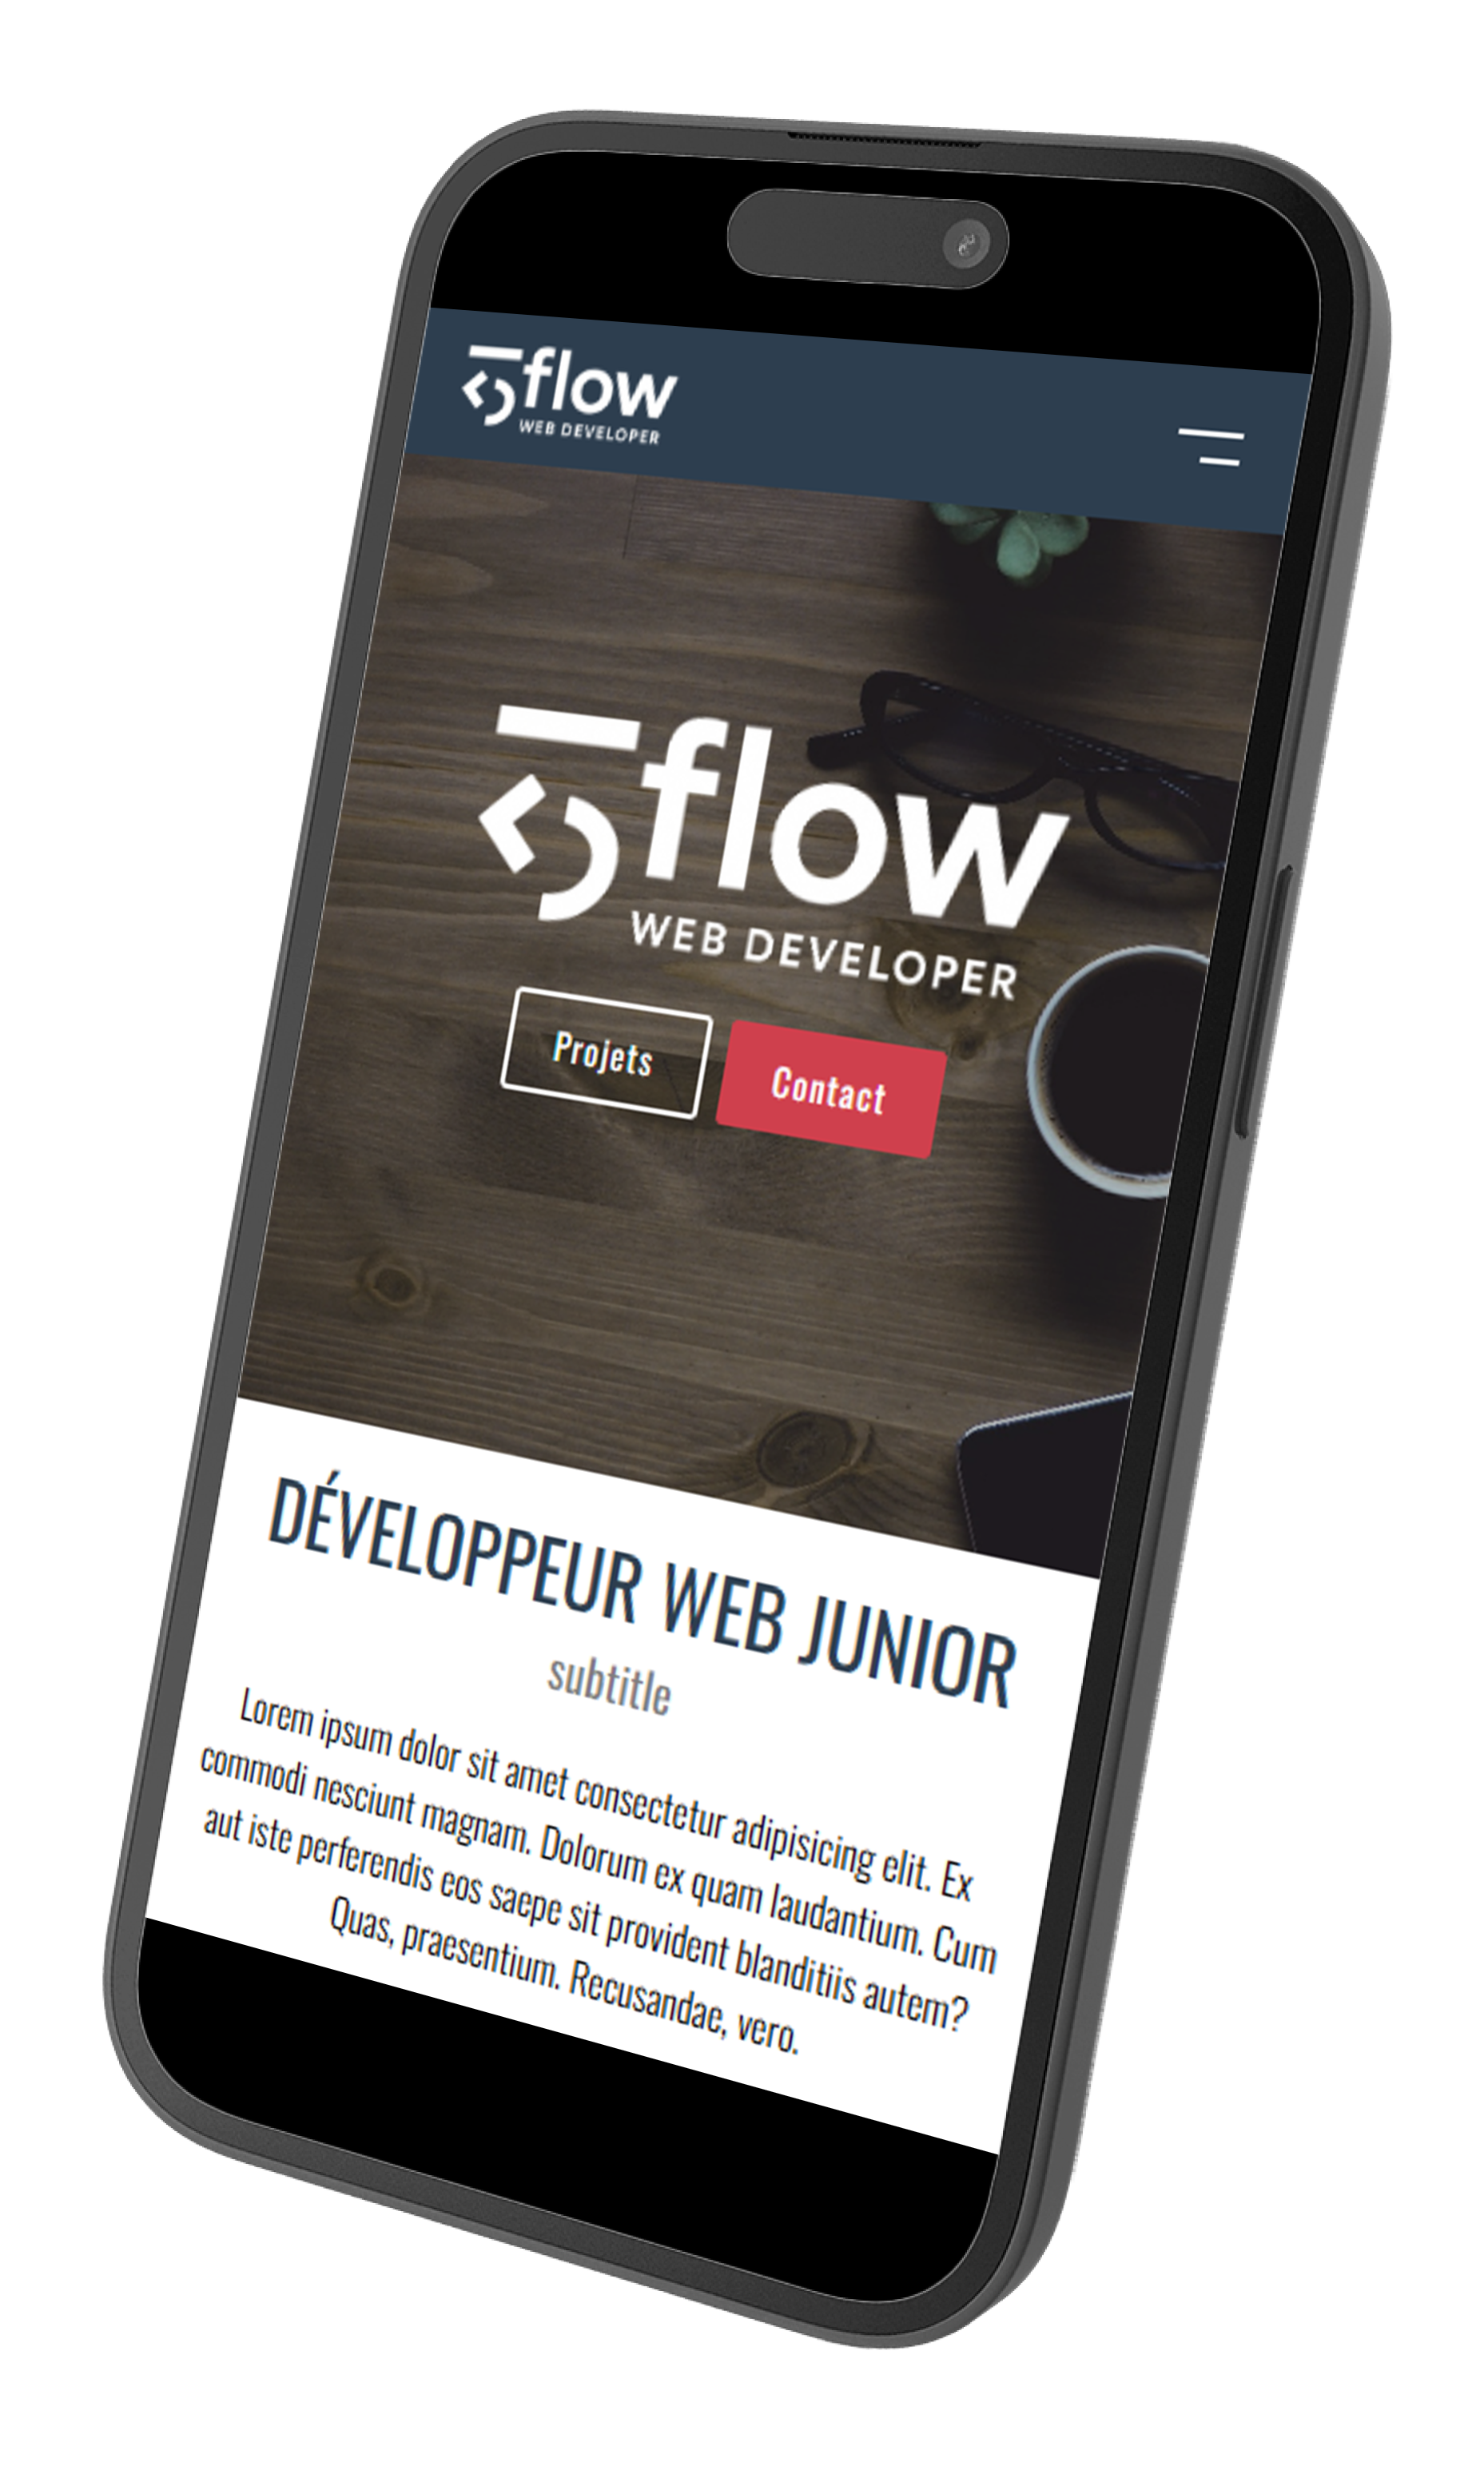 5flow
WEB DEVELOPER
5flow
WEB DEVELOPER
Projets
Contact
DÉVELOPPEUR WEB JUNIOR
subtitle
Lorem ipsum dolor sit amet consectetur adipisicing elit. Ex
commodi nesciunt magnam. Dolorum ex quam laudantium. Cum
aut iste perferendis eos saepe sit provident blanditiis autem?
Quas, praesentium. Recusandae, vero.